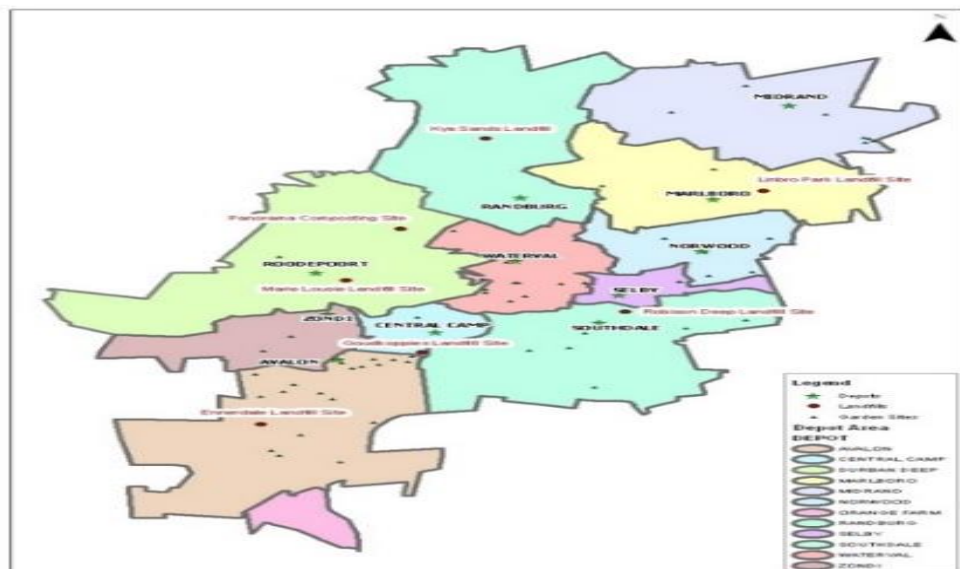 N
MIDRAND
Kya Sands Landfill
Linbro Park Landfill Site
MARLBORO
RANDBURG
Panorama Composting Site
NORWOOD
WATERVAL
ROODEPOORT
Marie Louise Landfill Site
SELBY
Robison Deep Landfill Site
ZONDI
CENTRAL CAMP
SOUTHDALE
Goudkoppies Landfill Site
AVALON
Ennerdale Landfill Site
Legend
Depots
Landfills
Garden Sites
Depot Area
DEPOT
AVALON
CENTRAL CAMP
DURBAN DEEP
MARLBORO
MIDRAND
NORWOOD
ORANGE FARM
RANDBURG
SELBY
SOUTHDALE
WATERVAL
ZONDI